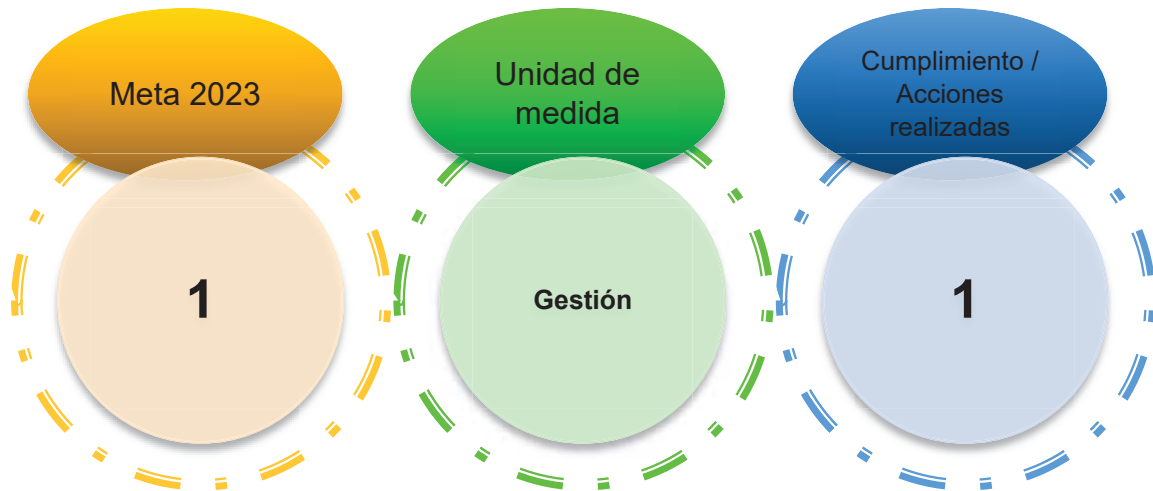 Meta 2023
1
Unidad de
medida
Gestión
Cumplimiento /
Acciones
realizadas
1